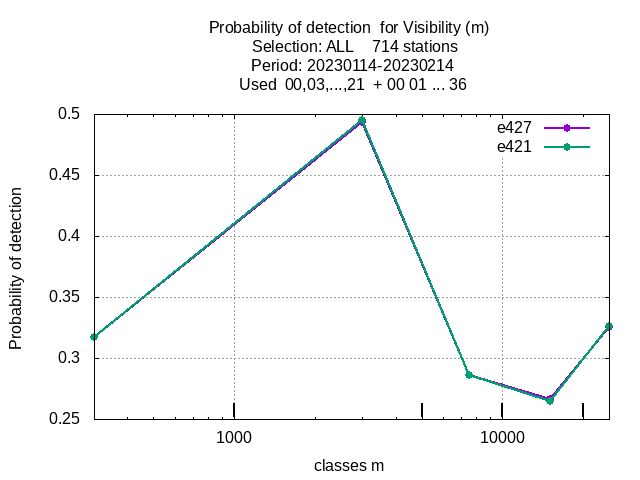 Probability of detection  for Visibility (m)
Selection: ALL    714 stations
Period: 20230114-20230214
Used  00,03,...,21  + 00 01 ... 36
0.5
0.45
0.4
0.35
0.3
0.25
Probability of detection
e427
e421
1000
10000
classes m